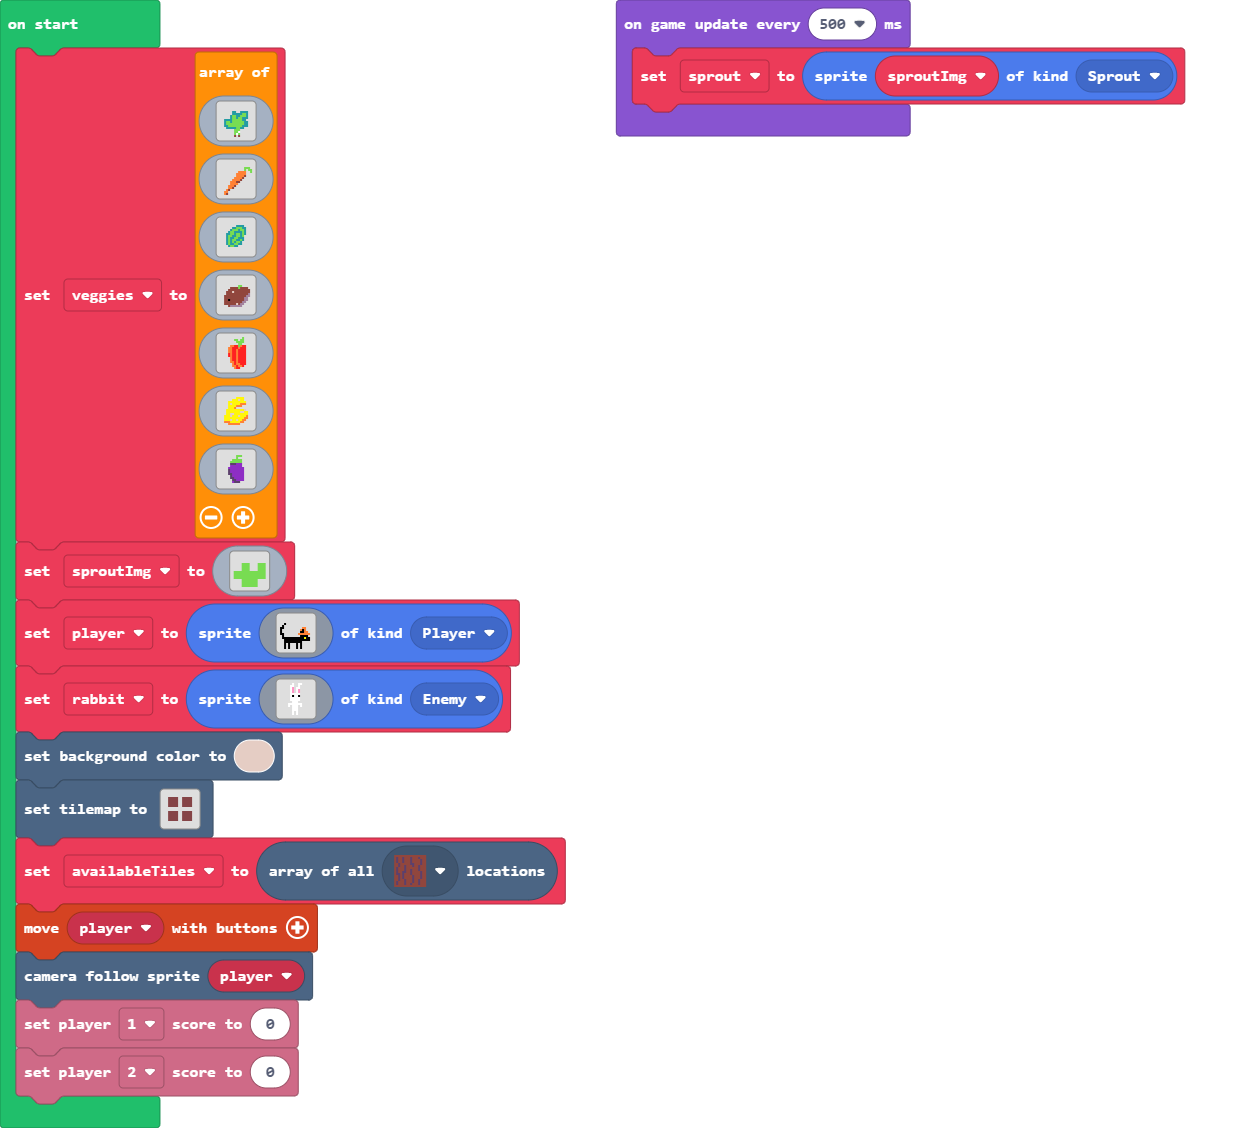 on start
array of
set veggies to
set sproutImg to
set player to sprite of kind Player
set rabbit to sprite of kind Enemy
set background color to
set tilemap to
set availableTiles to array of all locations
move player with buttons
camera follow sprite player
set player 1 score to 0
set player 2 score to 0
on game update every 500 ms
set sprout to sprite sproutImg of kind Sprout